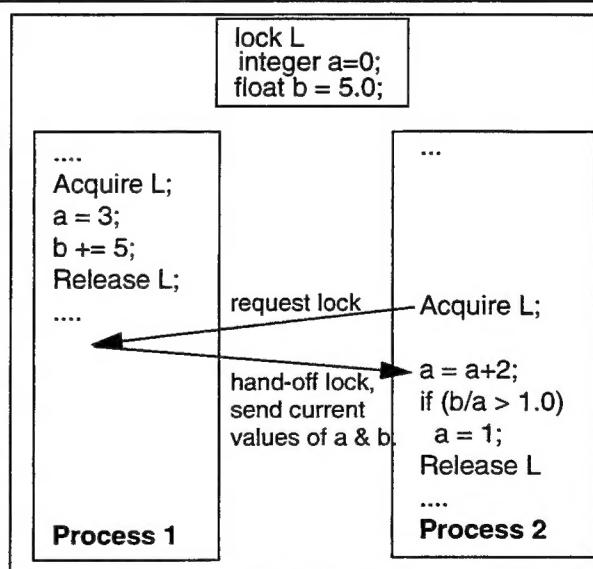 lock L
integer a=0;
float b = 5.0;
....
Acquire L;
a = 3;
b += 5;
Release L;
....
Process 1
request lock
hand-off lock,
send current
values of a & b.
...
Acquire L;
a = a+2;
if (b/a > 1.0)
a = 1;
Release L
....
Process 2